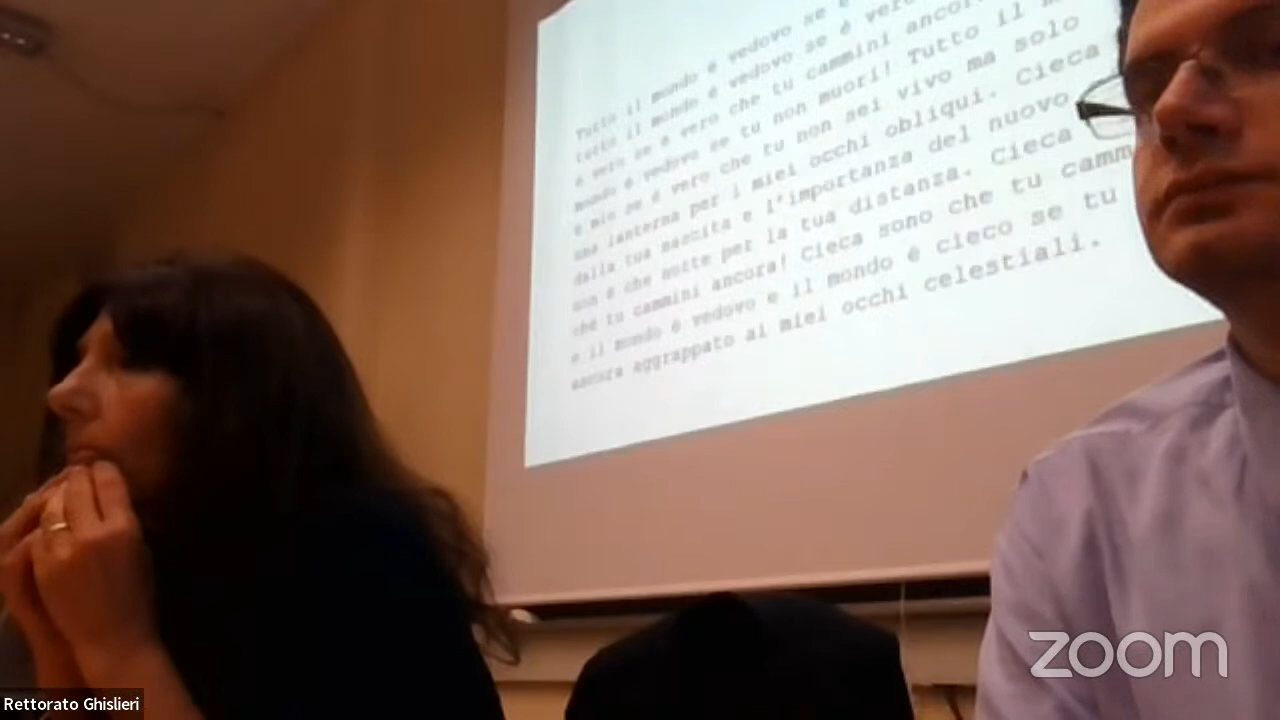 Tutto il mondo è vedovo se è
tutto il mondo è vedovo se è vero
è vero se è vero che tu cammini ancora
mondo è vedovo se tu non muori! Tutto il m
è mio se è vero che tu non sei vivo ma solo
una lanterna per i miei occhi obliqui. Cieca
dalla tua nascita e l'importanza del nuovo
non è che notte per la tua distanza. Cieca
che tu cammini ancora! Cieca sono che tu camm
e il mondo è vedovo e il mondo è cieco se tu
ancora aggrappato ai miei occhi celestiali.
zoom
Rettorato Ghislieri